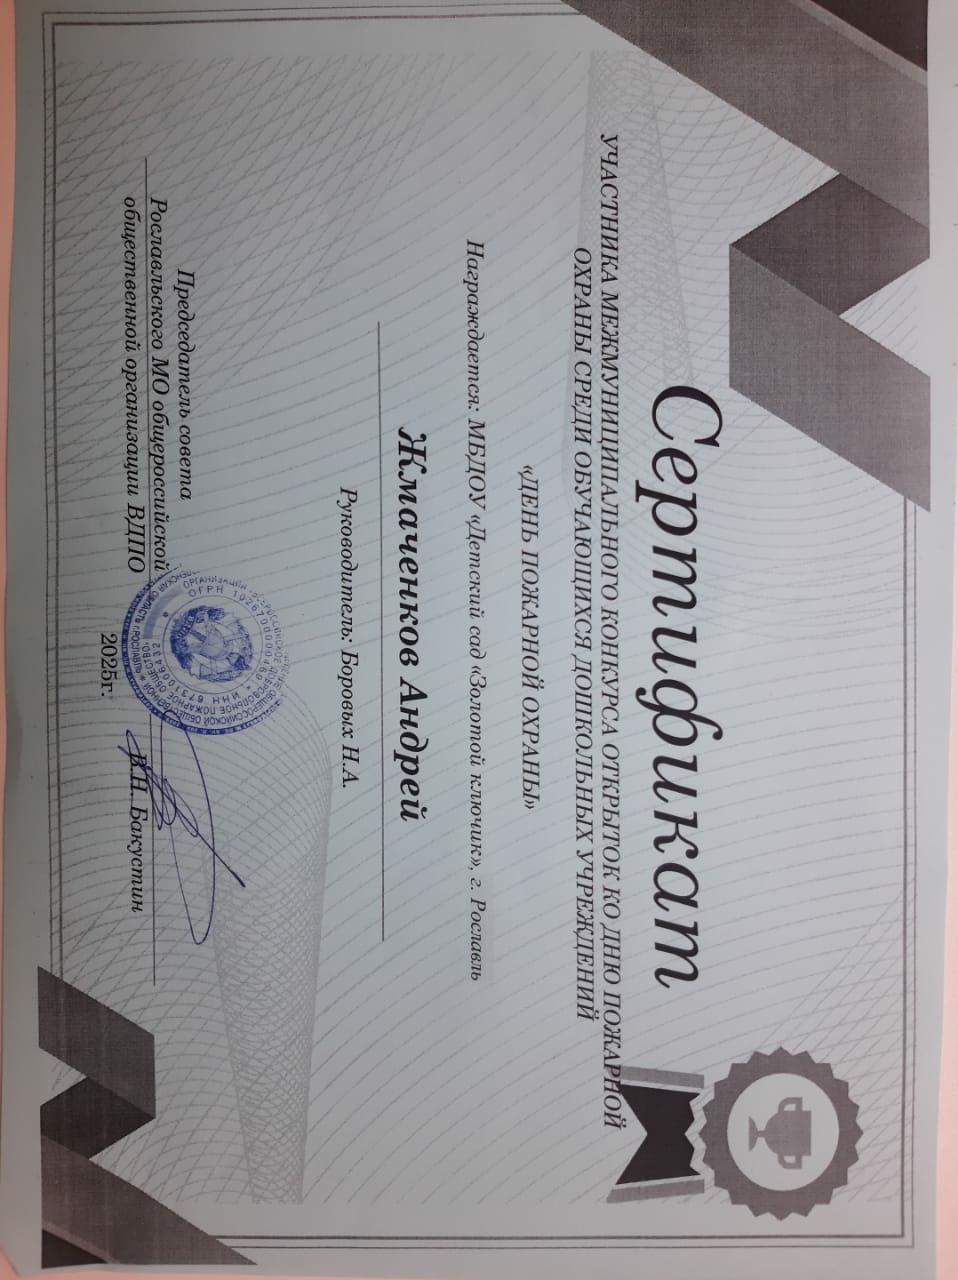 Сертификат
УЧАСТНИКА МЕЖМУНИЦИПАЛЬНОГО КОНКУРСА ОТКРЫТОК КО ДНЮ ПОЖАРНОЙ
ОХРАНЫ СРЕДИ ОБУЧАЮЩИХСЯ ДОШКОЛЬНЫХ УЧРЕЖДЕНИЙ
«ДЕНЬ ПОЖАРНОЙ ОХРАНЫ»
Награждается: МБДОУ «Детский сад «Золотой ключик», г. Рославль
Жмаченков Андрей
Руководитель: Боровых Н.А.
Председатель совета
Рославльского МО общероссийской
общественной организации ВДПО
В.Н. Бакустин
2025г.